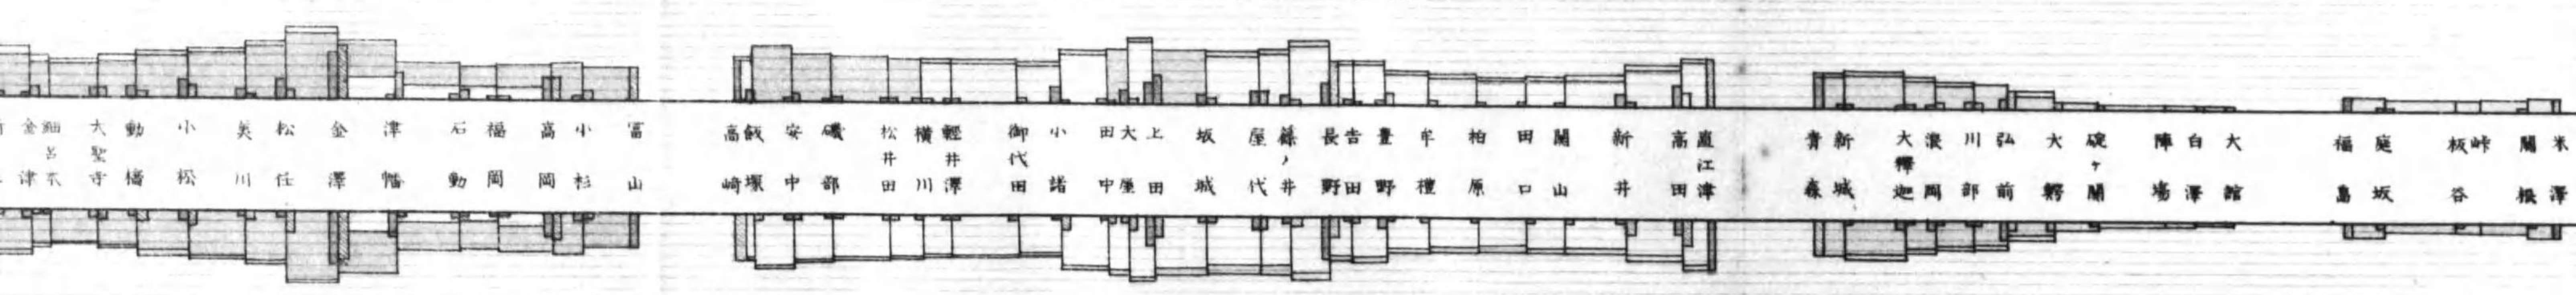 金津
細呂木
大聖寺
動橋
小松
美川
松任
金澤
津幡
石動
福岡
高岡
小杉
富山
高崎
飯塚
安中
磯部
松井田
橫川
輕井澤
御代田
小諸
田中
大屋
上田
坂城
屋代
篠ノ井
長野
吉田
豊野
牟禮
柏原
田口
關山
新井
高田
直江津
青森
新城
大釋迦
浪岡
川部
弘前
大鰐
碇ヶ關
陣場
白澤
大館
福島
庭坂
板谷
峠
關根
米澤